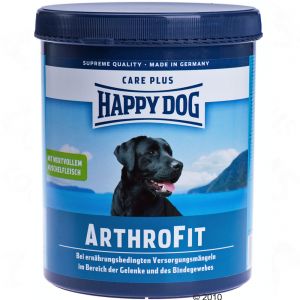 SUPREME QUALITY - MADE IN GERMANY
CARE PLUS
HAPPY DOG
MIT WERTVOLLEM
MUSCHELFLEISCH
ARTHROFIT
Bei ernährungsbedingten Versorgungsmängeln
im Bereich der Gelenke und des Bindegewebes
© 2010